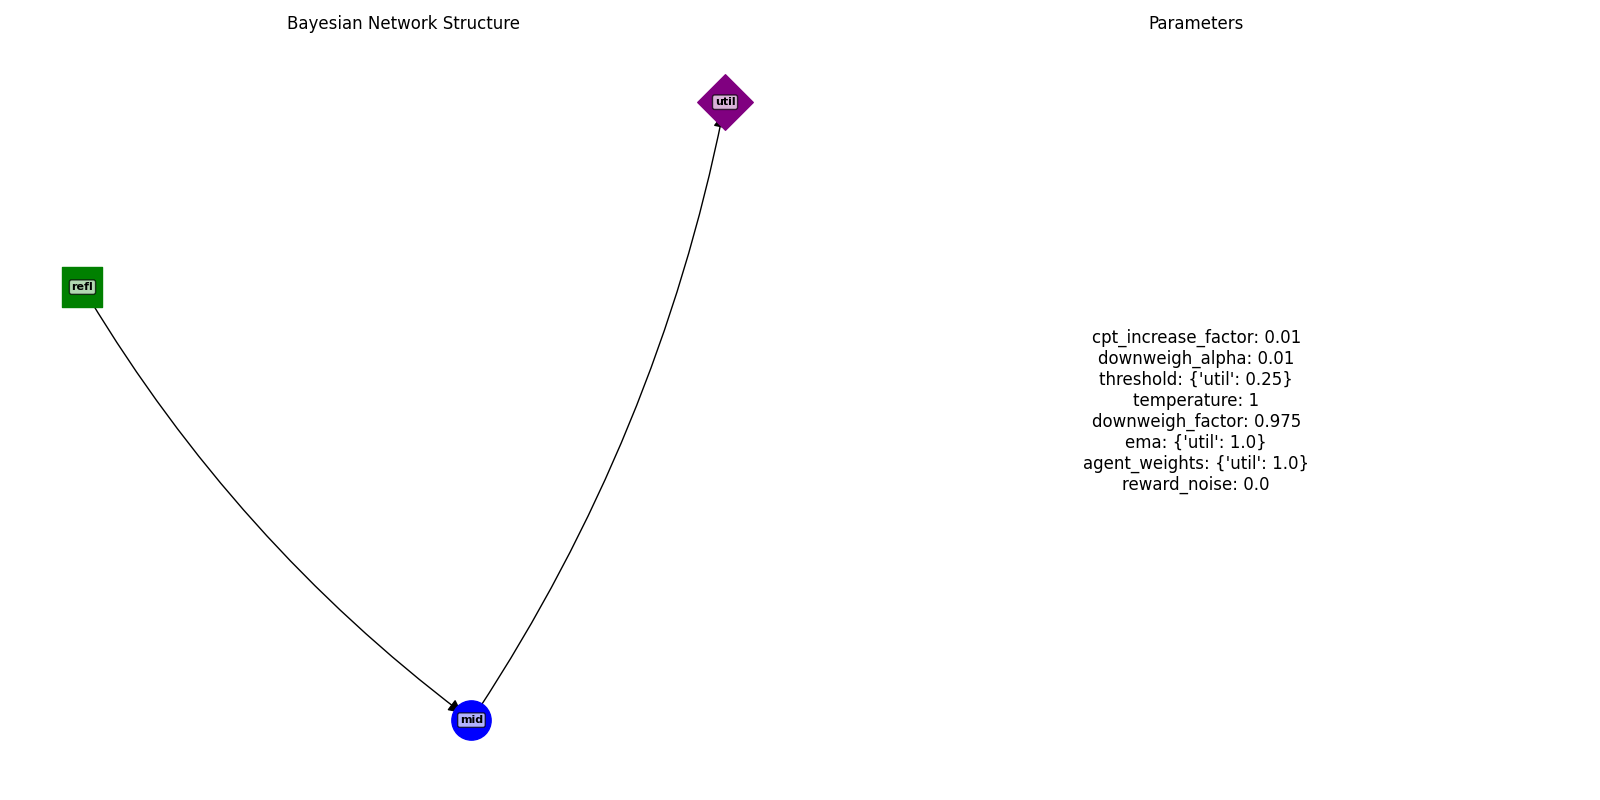 Bayesian Network Structure
Parameters
util
refl
mid
cpt_increase_factor: 0.01
downweigh_alpha: 0.01
threshold: {'util': 0.25}
temperature: 1
downweigh_factor: 0.975
ema: {'util': 1.0}
agent_weights: {'util': 1.0}
reward_noise: 0.0